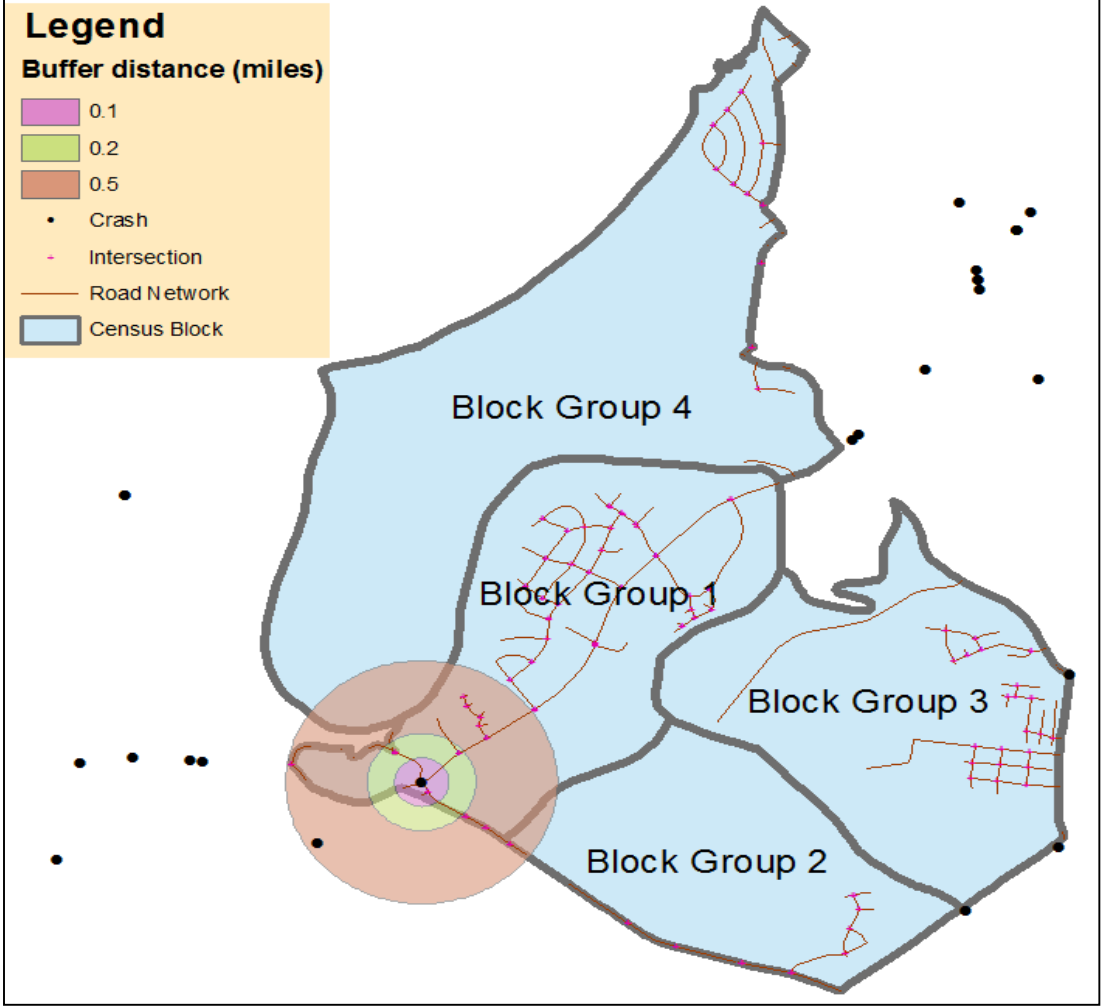 Legend
Buffer distance (miles)
0.1
0.2
0.5
Crash
Intersection
Road Network
Census Block
Block Group 4
Block Group 1
Block Group 3
Block Group 2